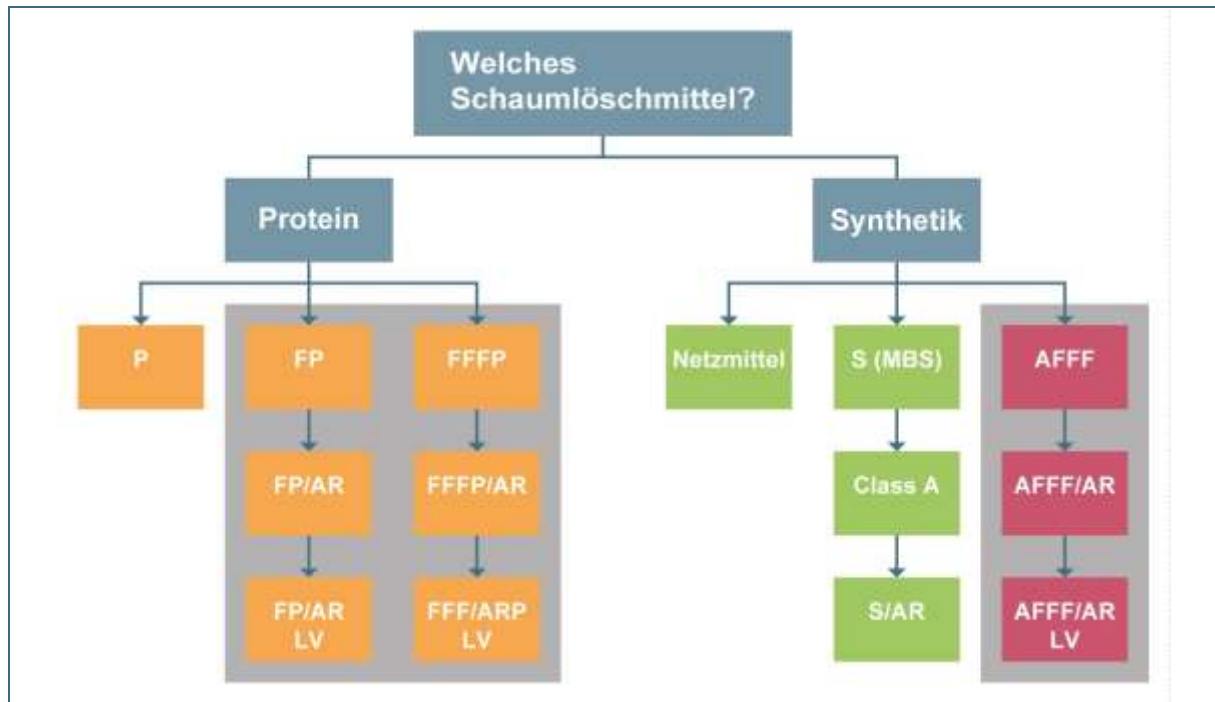 Welches
Schaumlöschmittel?
Protein
Synthetik
P
FP
FFFP
Netzmittel
S (MBS)
AFFF
FP/AR
FFFP/AR
Class A
AFFF/AR
FP/AR
LV
FFF/ARP
LV
S/AR
AFFF/AR
LV